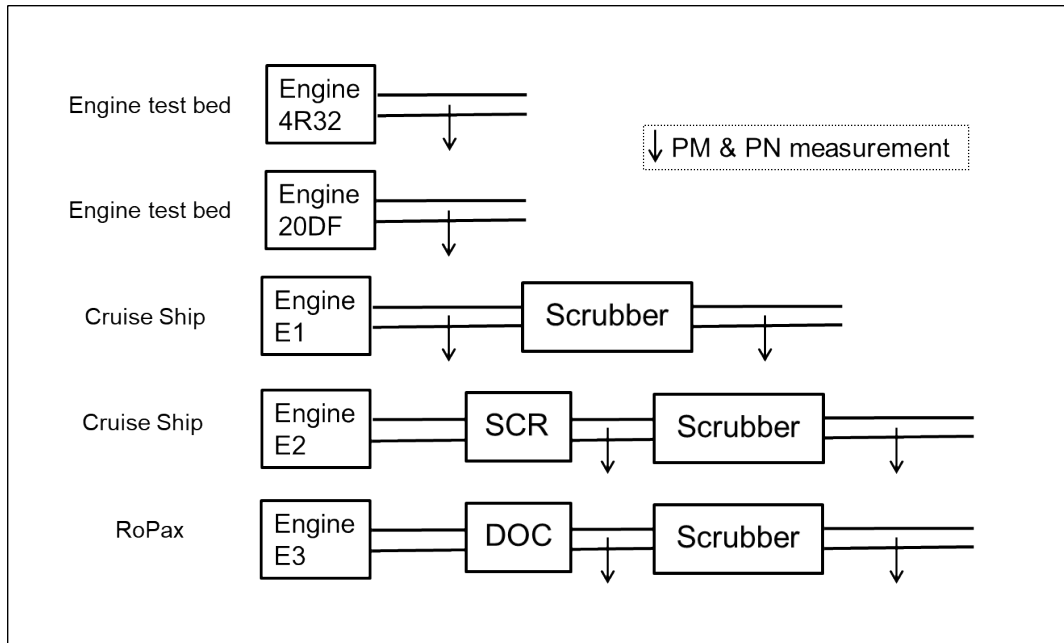 Engine test bed
Engine
4R32
PM & PN measurement
Engine test bed
Engine
20DF
Cruise Ship
Engine
E1
Scrubber
Cruise Ship
Engine
E2
SCR
Scrubber
RoPax
Engine
E3
DOC
Scrubber